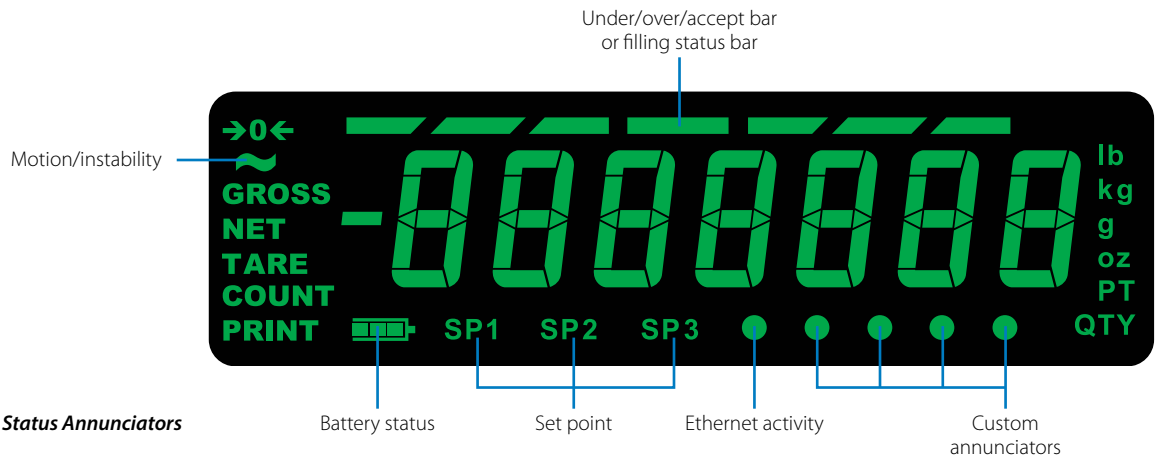 Under/over/accept bar
or filling status bar
→0←
Motion/instability
GROSS
NET
TARE
COUNT
PRINT
-8888888
lb
kg
g
oz
PT
QTY
SP1 SP2 SP3
Status Annunciators
Battery status
Set point
Ethernet activity
Custom
annunciators